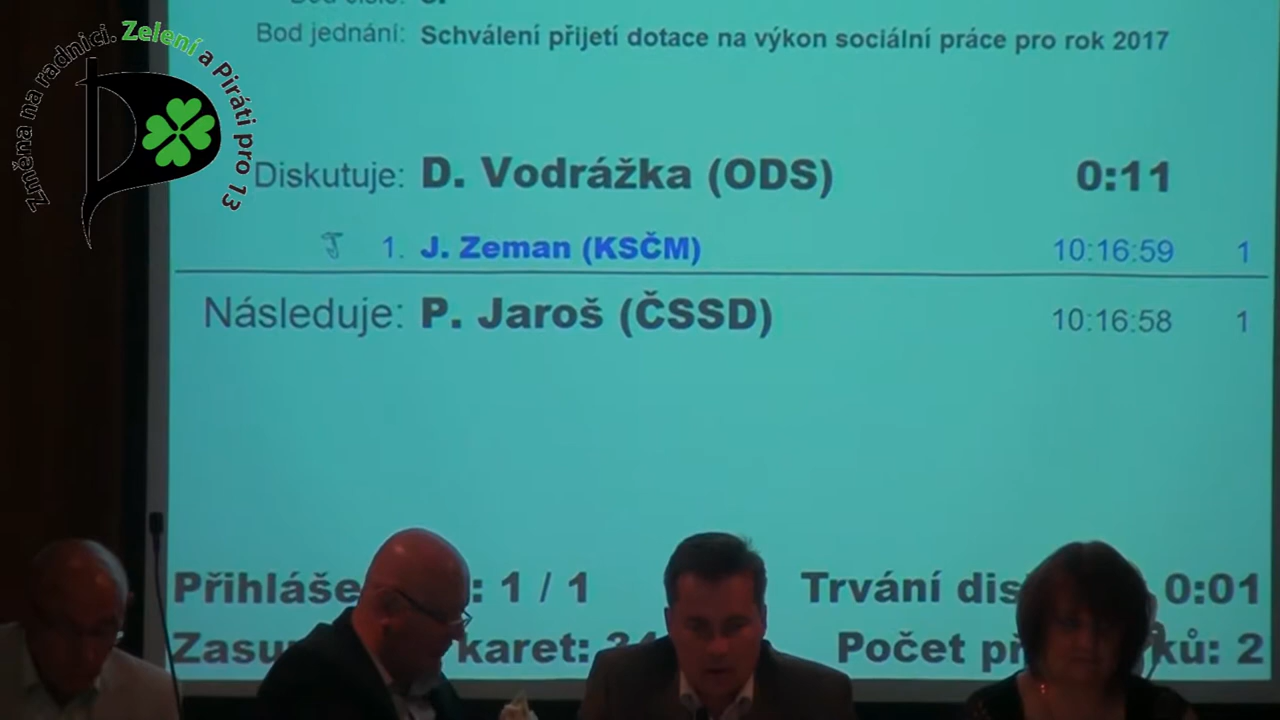 Změna na radnici. Zelení a Piráti pro 13
Bod jednání: Schválení přijetí dotace na výkon sociální práce pro rok 2017
Diskutuje: D. Vodrážka (ODS) 0:11
1. J. Zeman (KSČM) 10:16:59 1
Následuje: P. Jaroš (ČSSD) 10:16:58 1
: 1 / 1 Trvání 0:01
karet: Počet 2